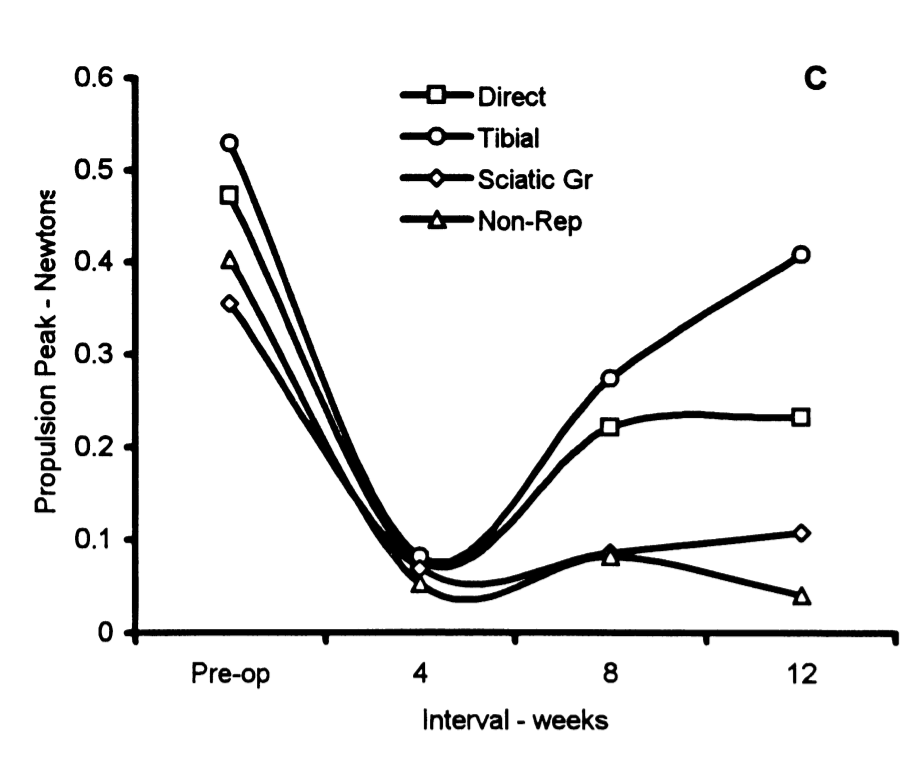 C
0.6
0.5
0.4
0.3
0.2
0.1
0
Propulsion Peak - Newtons
Direct
Tibial
Sciatic Gr
Non-Rep
Pre-op 4 8 12
Interval - weeks